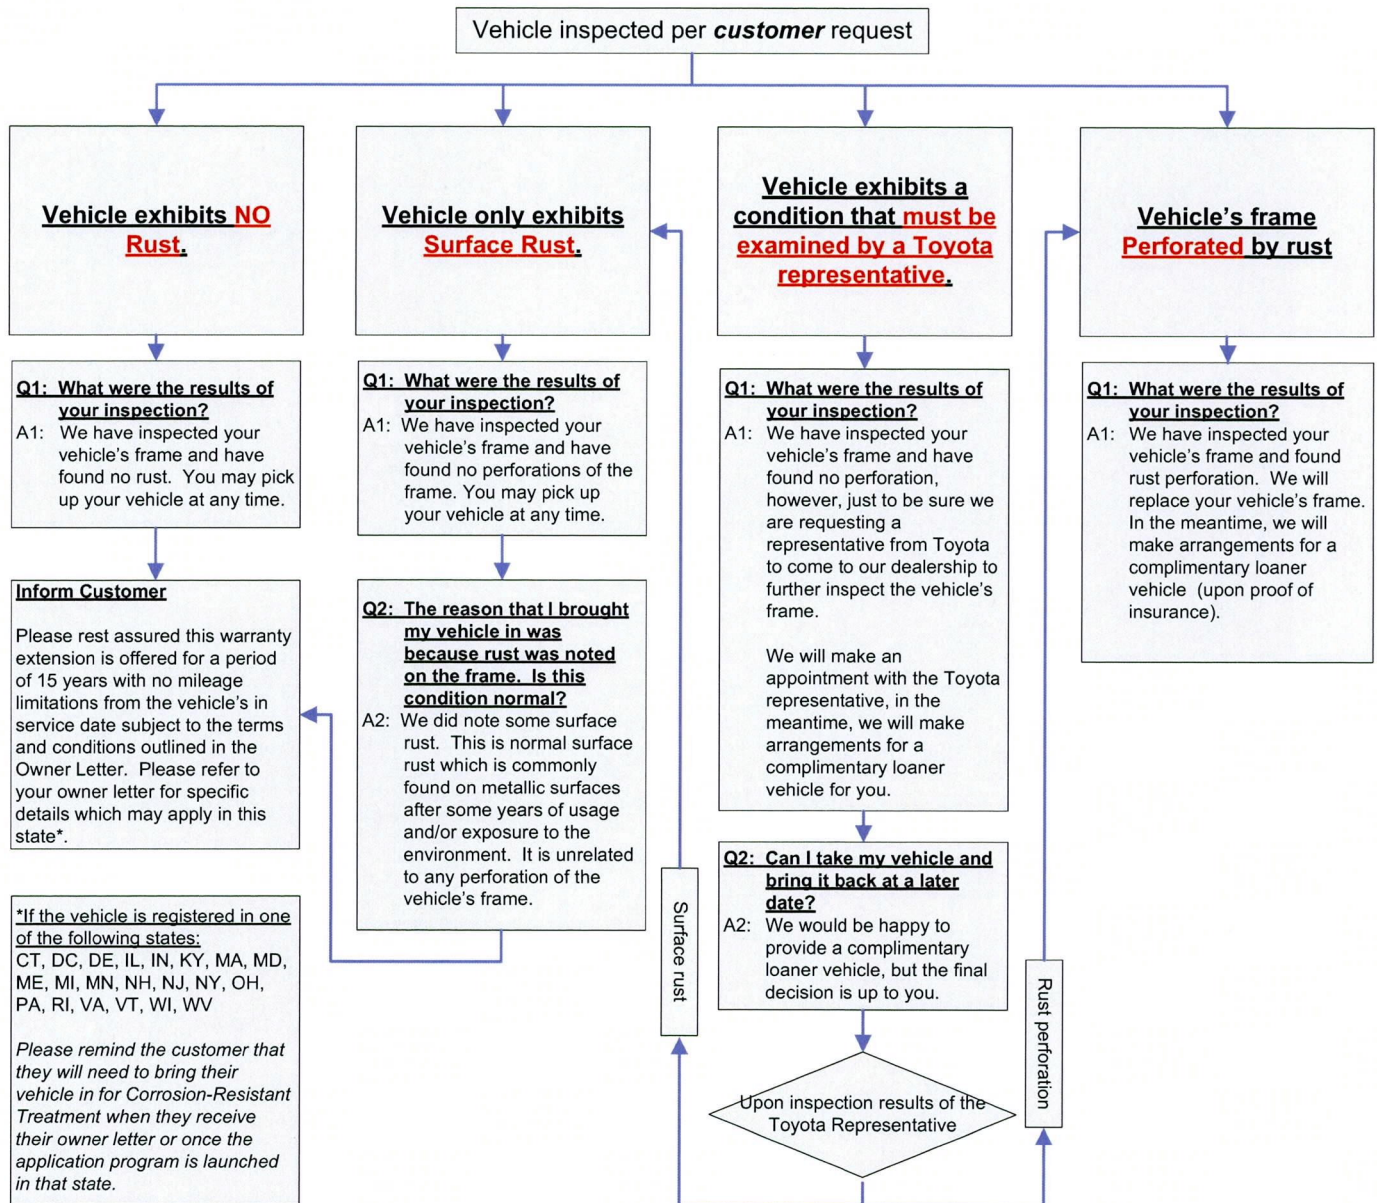 Vehicle inspected per customer request
Vehicle exhibits NO
Rust.
Q1: What were the results of
your inspection?
A1: We have inspected your
vehicle's frame and have
found no rust. You may pick
up your vehicle at any time.
Inform Customer
Please rest assured this warranty
extension is offered for a period
of 15 years with no mileage
limitations from the vehicle's in
service date subject to the terms
and conditions outlined in the
Owner Letter. Please refer to
your owner letter for specific
details which may apply in this
state*.
*If the vehicle is registered in one
of the following states:
CT, DC, DE, IL, IN, KY, MA, MD,
ME, MI, MN, NH, NJ, NY, OH,
PA, RI, VA, VT, WI, WV
Please remind the customer that
they will need to bring their
vehicle in for Corrosion-Resistant
Treatment when they receive
their owner letter or once the
application program is launched
in that state.
Vehicle only exhibits
Surface Rust.
Q1: What were the results of
your inspection?
A1: We have inspected your
vehicle's frame and have
found no perforations of the
frame. You may pick up
your vehicle at any time.
Q2: The reason that I brought
my vehicle in was
because rust was noted
on the frame. Is this
condition normal?
A2: We did note some surface
rust. This is normal surface
rust which is commonly
found on metallic surfaces
after some years of usage
and/or exposure to the
environment. It is unrelated
to any perforation of the
vehicle's frame.
Surface rust
Vehicle exhibits a
condition that must be
examined by a Toyota
representative.
Q1: What were the results of
your inspection?
A1: We have inspected your
vehicle's frame and have
found no perforation,
however, just to be sure we
are requesting a
representative from Toyota
to come to our dealership to
further inspect the vehicle's
frame.
We will make an
appointment with the Toyota
representative, in the
meantime, we will make
arrangements for a
complimentary loaner
vehicle for you.
Q2: Can I take my vehicle and
bring it back at a later
date?
A2: We would be happy to
provide a complimentary
loaner vehicle, but the final
decision is up to you.
Upon inspection results of the
Toyota Representative
Rust perforation
Vehicle's frame
Perforated by rust
Q1: What were the results of
your inspection?
A1: We have inspected your
vehicle's frame and found
rust perforation. We will
replace your vehicle's frame.
In the meantime, we will
make arrangements for a
complimentary loaner
vehicle (upon proof of
insurance).